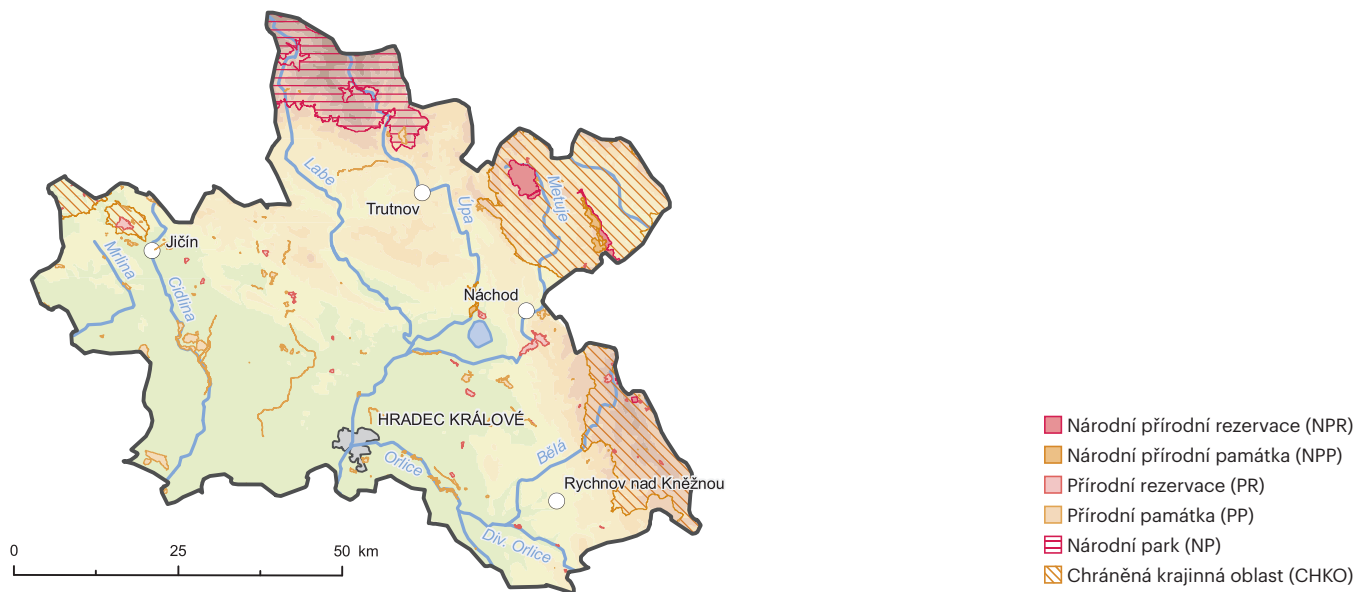 Labe
Trutnov
Úpa
Metuje
Jičín
Mrlina
Cidlina
Náchod
HRADEC KRÁLOVÉ
Orlice
Bělá
Rychnov nad Kněžnou
Div. Orlice
0 25 50 km
Národní přírodní rezervace (NPR)
Národní přírodní památka (NPP)
Přírodní rezervace (PR)
Přírodní památka (PP)
Národní park (NP)
Chráněná krajinná oblast (CHKO)